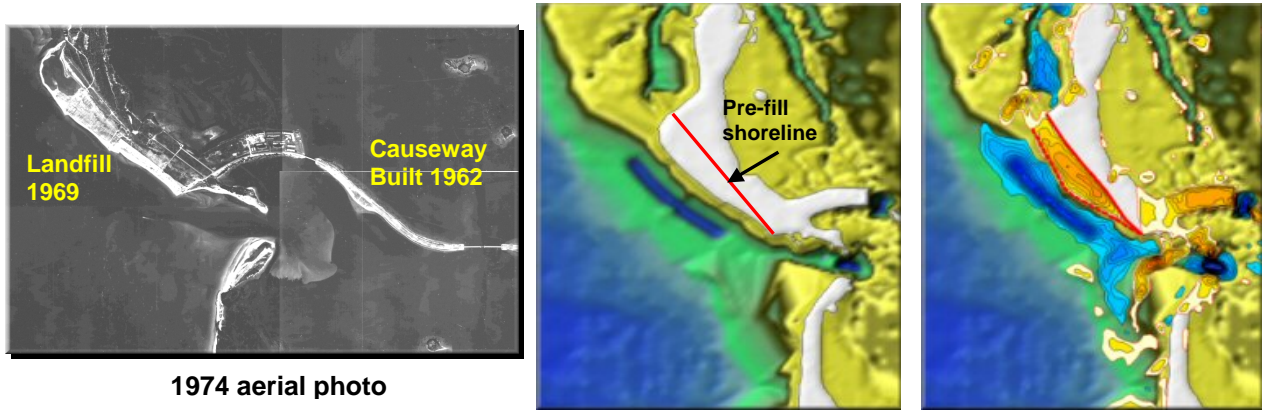 Landfill
1969
Causeway
Built 1962
1974 aerial photo
Pre-fill
shoreline